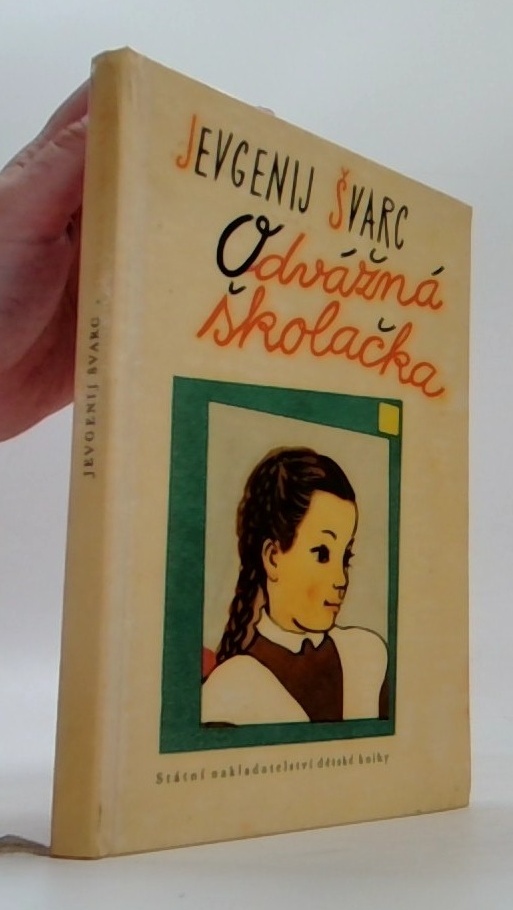 JEVGENIJ ŠVARC
Odvážná
školačka
Státní nakladatelství dětské knihy
JEVGENIJ ŠVARC ·